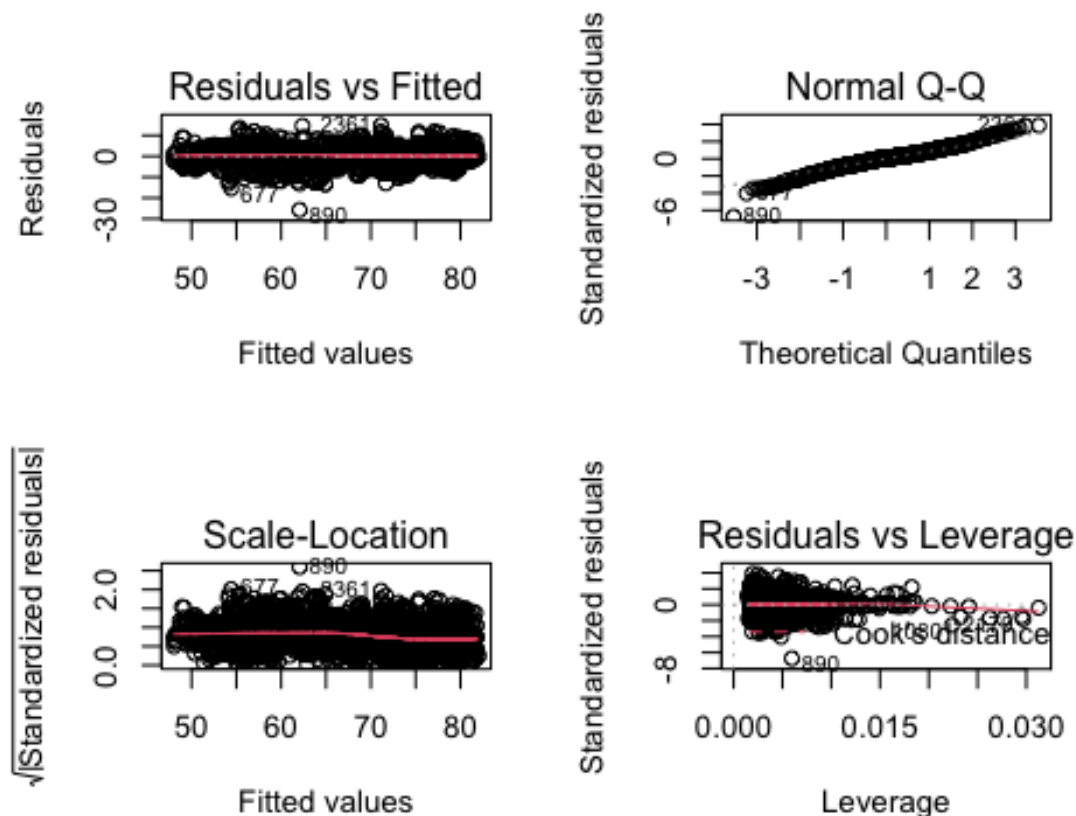 Residuals vs Fitted
Residuals
0
-30
2361
677
890
50 60 70 80
Fitted values
Normal Q-Q
Standardized residuals
0
-6
890
-3 -1 1 2 3
Theoretical Quantiles
Scale-Location
√|Standardized residuals|
2.0
0.0
890
677
2361
50 60 70 80
Fitted values
Residuals vs Leverage
Standardized residuals
0
-8
Cook's distance
890
0.000 0.015 0.030
Leverage